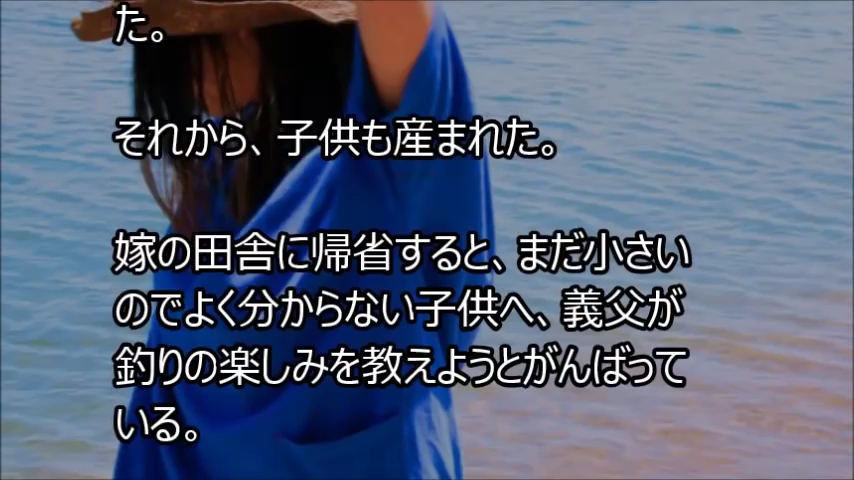 た。
それから、子供も産まれた。
嫁の田舎に帰省すると、まだ小さい
のでよく分からない子供へ、義父が
釣りの楽しみを教えようとがんばって
いる。